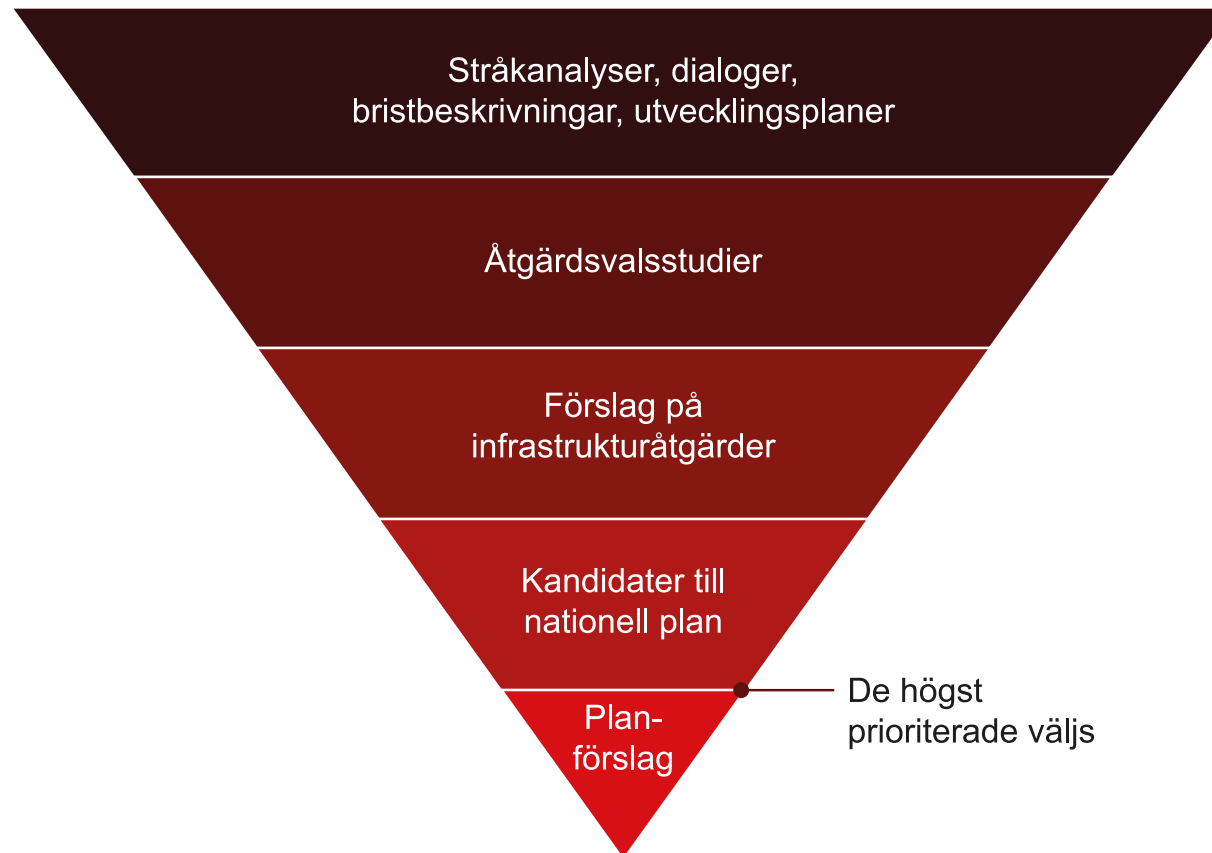 Stråkanalyser, dialoger,
bristbeskrivningar, utvecklingsplaner
Åtgärdsvalsstudier
Förslag på
infrastrukturåtgärder
Kandidater till
nationell plan
Plan-
förslag
De högst
prioriterade väljs